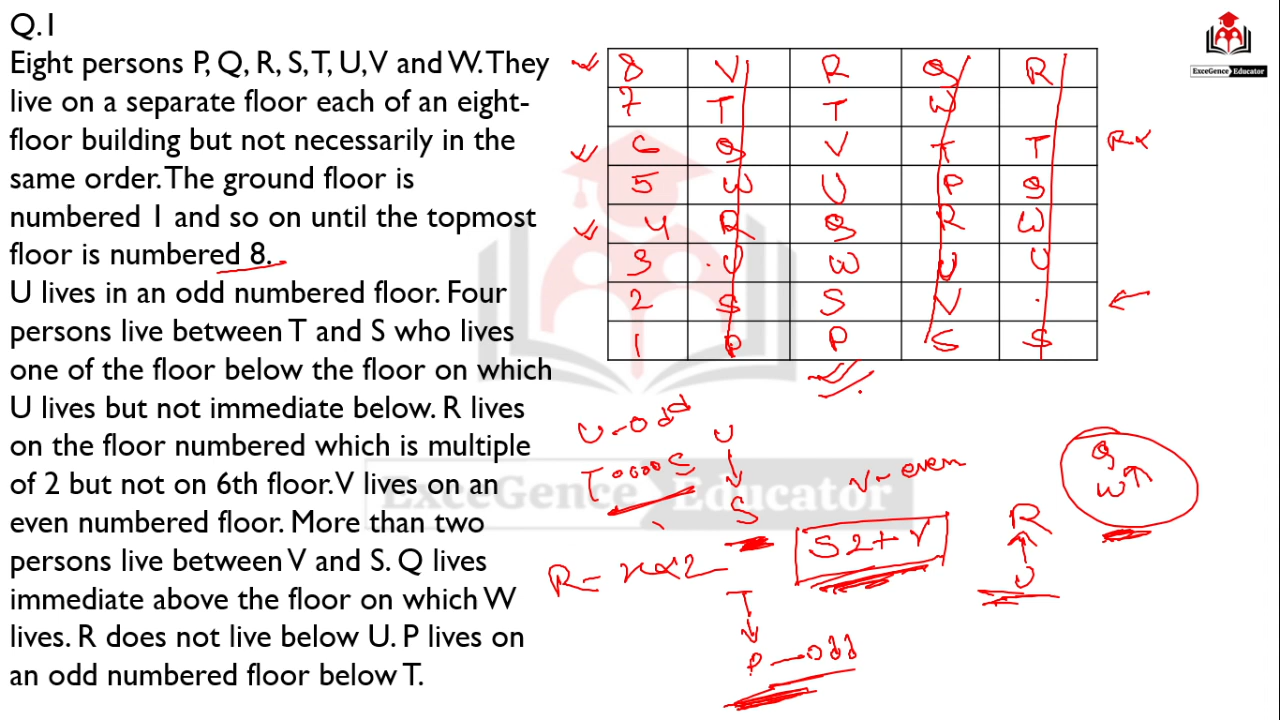 Q.1
Eight persons P, Q, R, S, T, U, V and W. They
live on a separate floor each of an eight-
floor building but not necessarily in the
same order. The ground floor is
numbered 1 and so on until the topmost
floor is numbered 8.
U lives in an odd numbered floor. Four
persons live between T and S who lives
one of the floor below the floor on which
U lives but not immediate below. R lives
on the floor numbered which is multiple
of 2 but not on 6th floor. V lives on an
even numbered floor. More than two
persons live between V and S. Q lives
immediate above the floor on which W
lives. R does not live below U. P lives on
an odd numbered floor below T.
ExceGence Educator
8 V R Q R
7 T T W
6 Q V T T R×
5 W U P Q
4 R Q R W
3 U W U U
2 S S V
1 P P S S
U - odd
T 0000 S
U
S
V - even
Q
W
S 2+ V
R
U
T
P - odd
ExceGence Educator